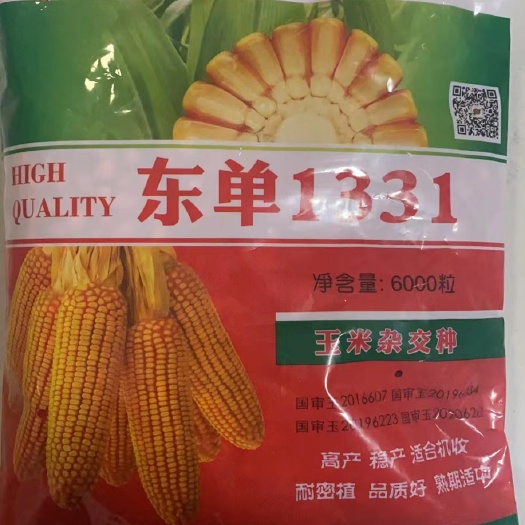 HIGH
QUALITY
东单1331
净含量: 6000粒
玉米杂交种
国审玉2016607
国审玉20196223
高产 稳产 适合机收
耐密植 品质好 熟期适中